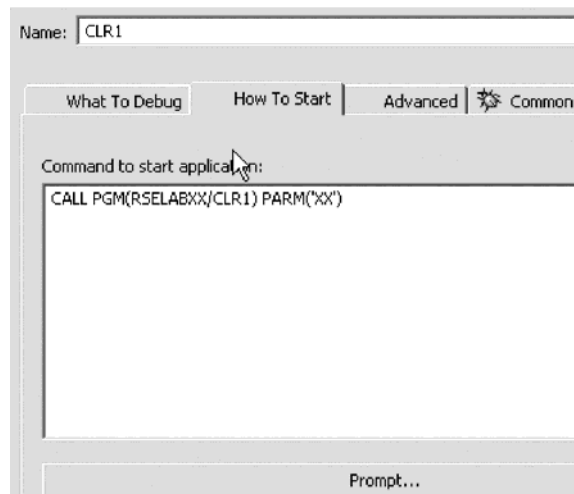 Name: CLR1
What To Debug How To Start Advanced Common
Command to start application:
CALL PGM(RSELABXX/CLR1) PARM('XX')
Prompt...